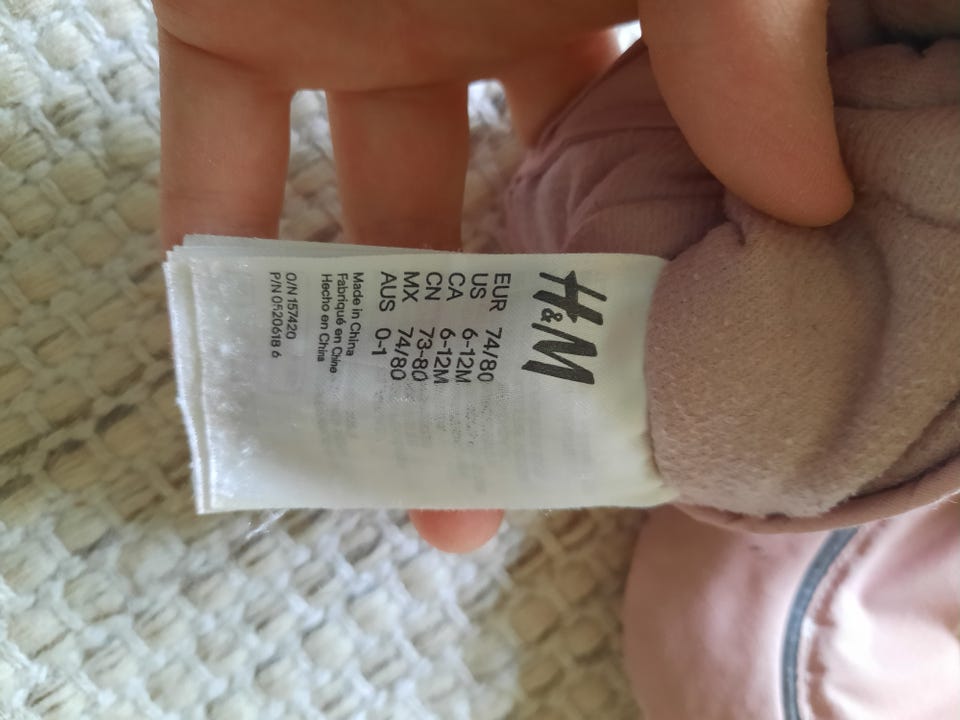 H&M
EUR 74/80
US 6-12M
CA 6-12M
CN 73-80
MX 74/80
AUS 0-1
Made in China
Fabriqué en Chine
Hecho en China
O/N 157420
P/N 0520618 6